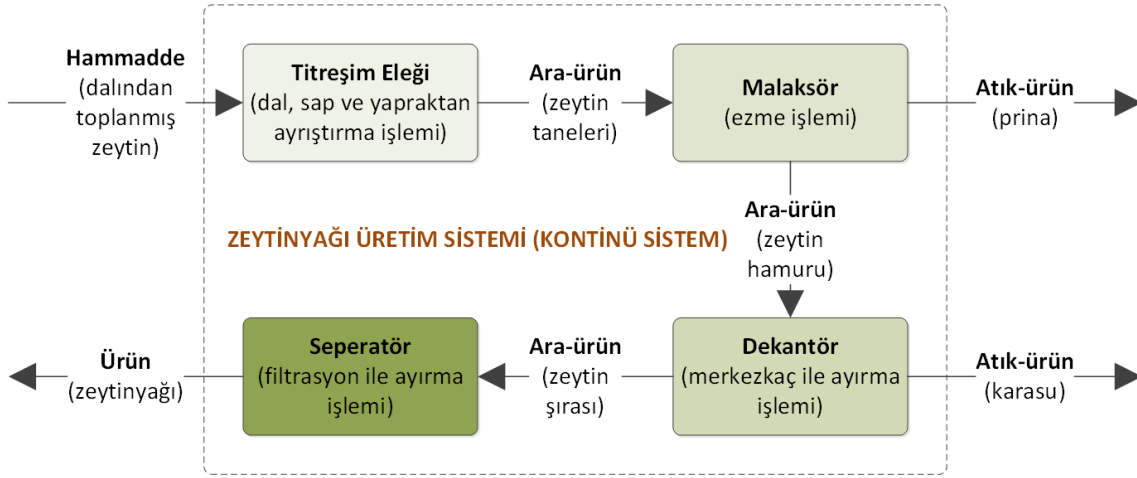 Hammadde
(dalından
toplanmış
zeytin)
Titreşim Eleği
(dal, sap ve yapraktan
ayrıştırma işlemi)
Ara-ürün
(zeytin
taneleri)
Malaksör
(ezme işlemi)
Atık-ürün
(prina)
Ara-ürün
(zeytin
hamuru)
ZEYTİNYAĞI ÜRETİM SİSTEMİ (KONTİNÜ SİSTEM)
Dekantör
(merkezkaç ile ayırma
işlemi)
Atık-ürün
(karasu)
Ara-ürün
(zeytin
şırası)
Seperatör
(filtrasyon ile ayırma
işlemi)
Ürün
(zeytinyağı)